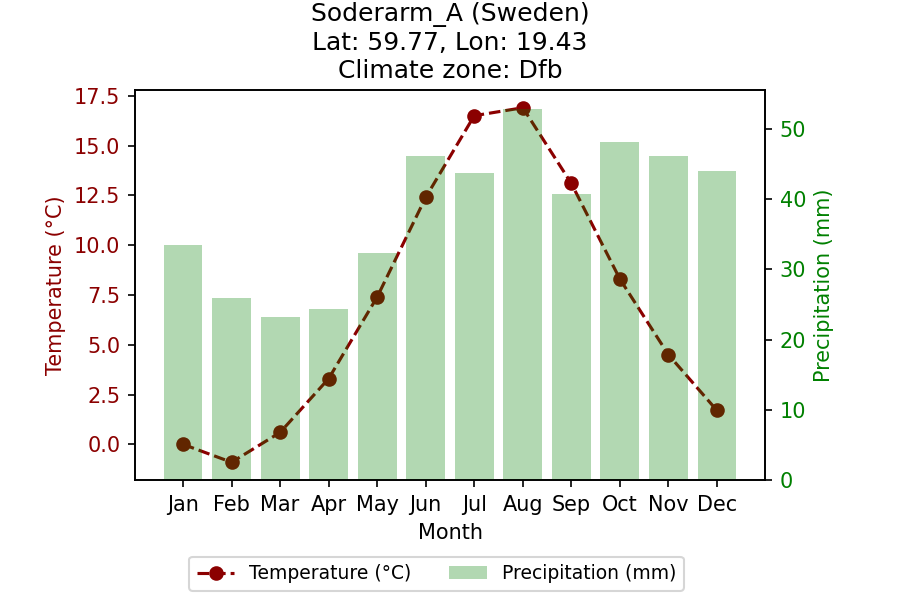 Soderarm_A (Sweden)
Lat: 59.77, Lon: 19.43
Climate zone: Dfb
17.5
15.0
12.5
10.0
7.5
5.0
2.5
0.0
Temperature (°C)
50
40
30
20
10
0
Precipitation (mm)
Jan Feb Mar Apr May Jun Jul Aug Sep Oct Nov Dec
Month
Temperature (°C) Precipitation (mm)